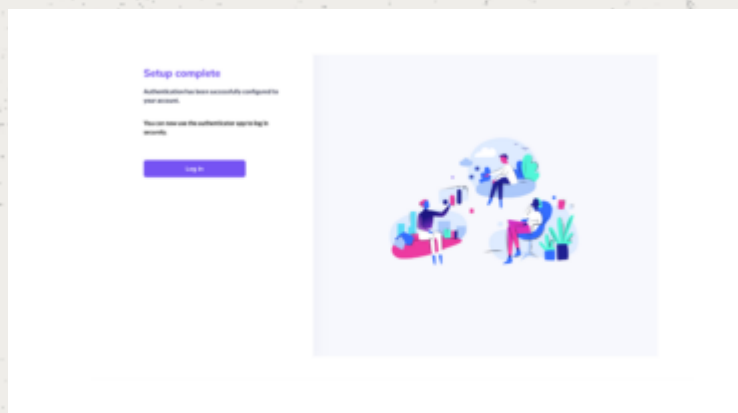 Setup complete
Authentication has been successfully configured to
your account.
You can now use the authenticator app to log in
securely.
Log in